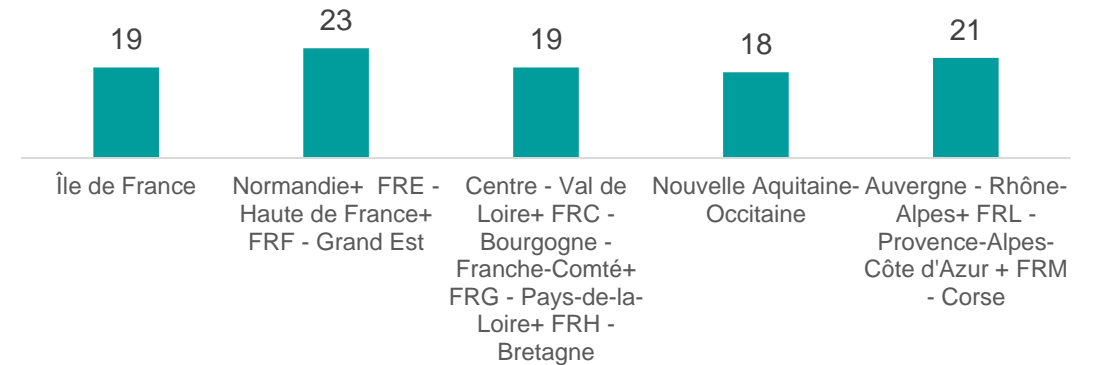 19
23
19
18
21
Île de France
Normandie+ FRE -
Haute de France+
FRF - Grand Est
Centre - Val de
Loire+ FRC -
Bourgogne -
Franche-Comté+
FRG - Pays-de-la-
Loire+ FRH -
Bretagne
Nouvelle Aquitaine-
Occitaine
Auvergne - Rhône-
Alpes+ FRL -
Provence-Alpes-
Côte d'Azur + FRM
- Corse